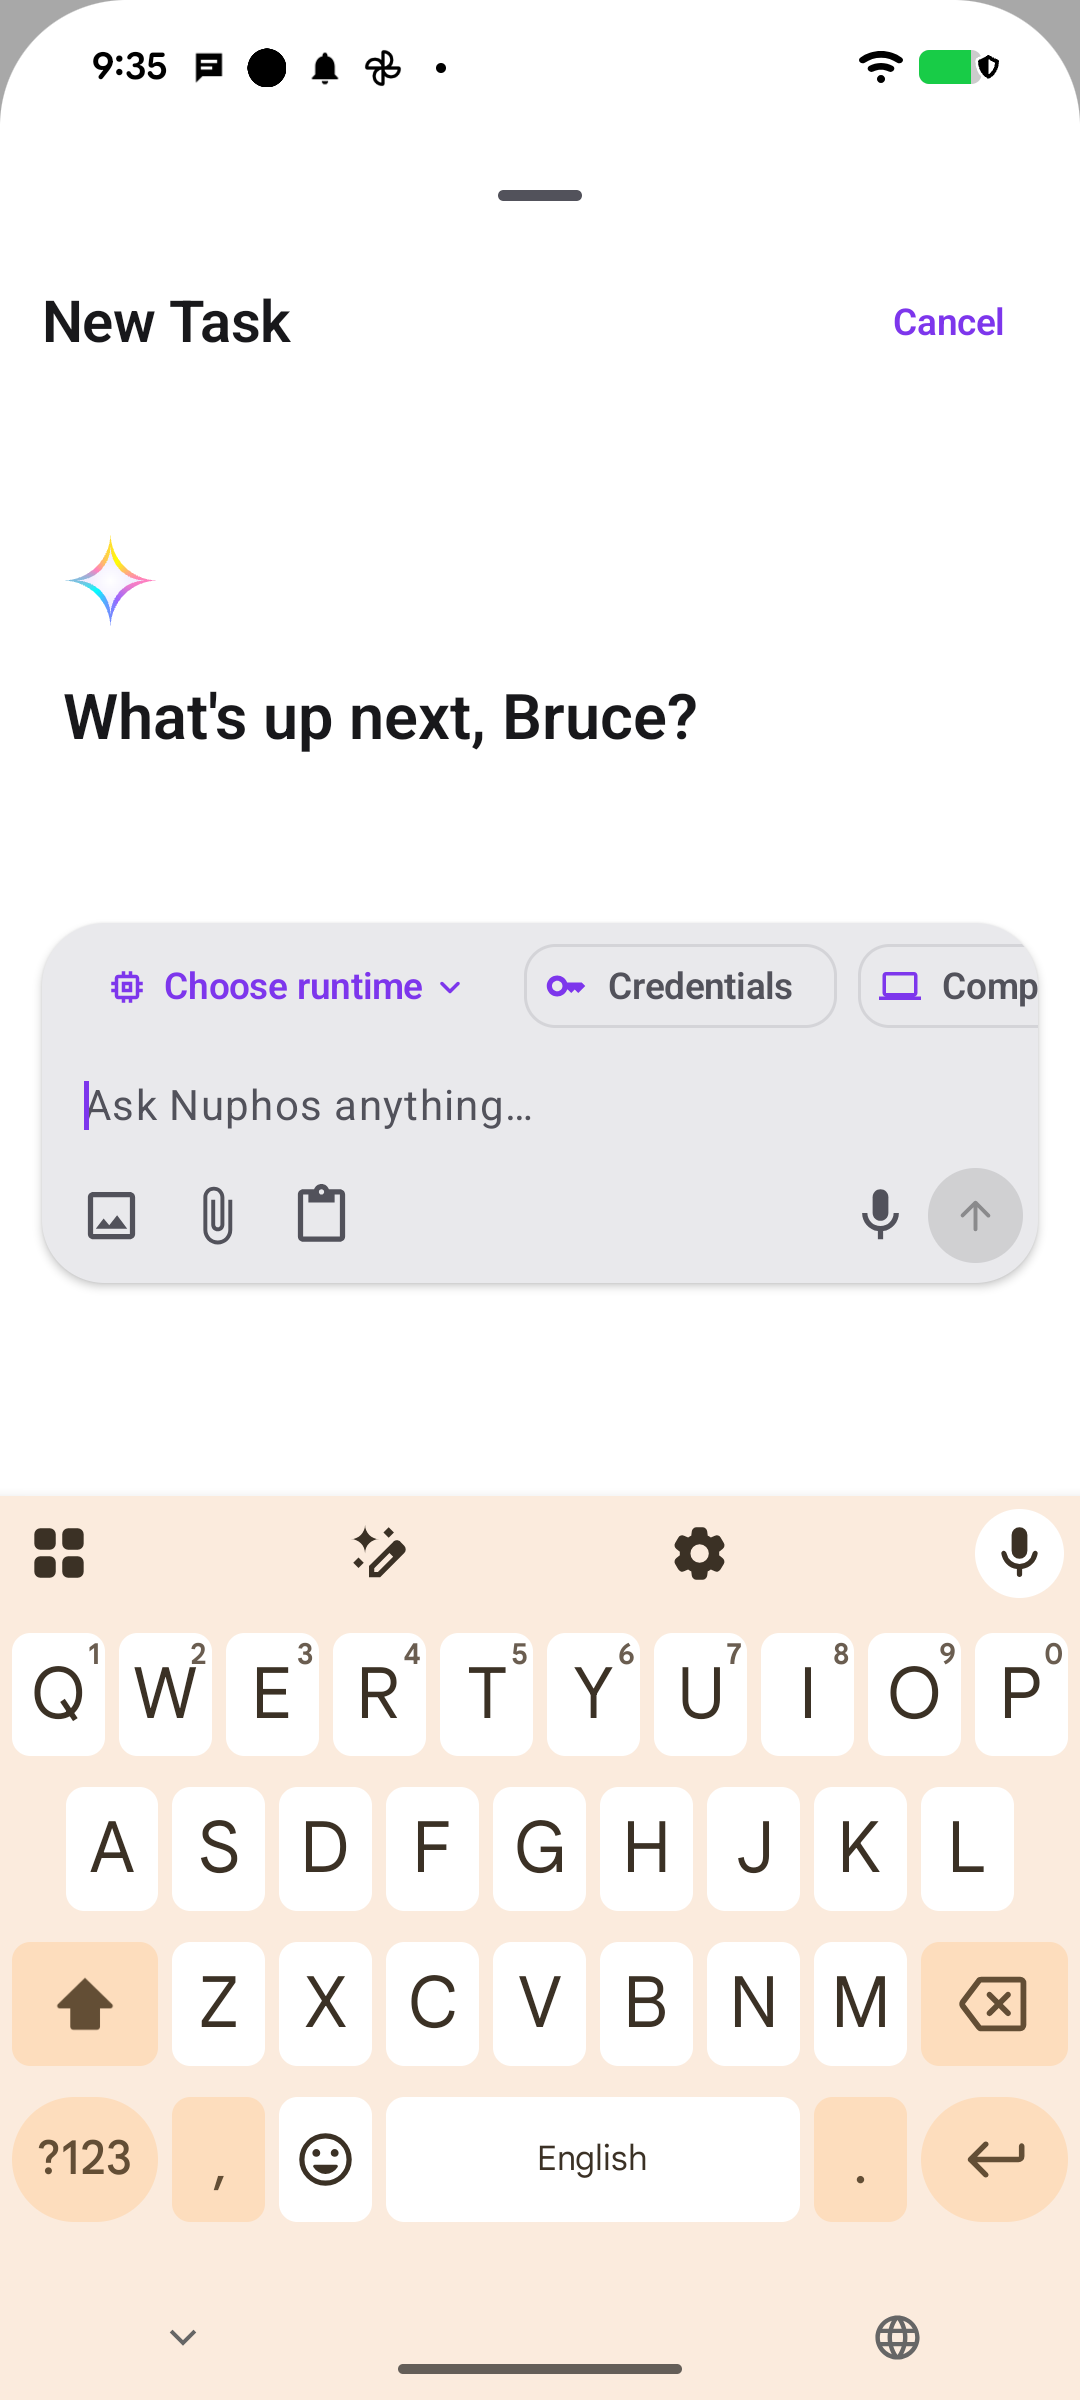 9:35
New Task
Cancel
What's up next, Bruce?
Choose runtime
Credentials
Comp
Ask Nuphos anything…
Q1 W2 E3 R4 T5 Y6 U7 I8 O9 P0
A S D F G H J K L
Z X C V B N M
?123 , English .